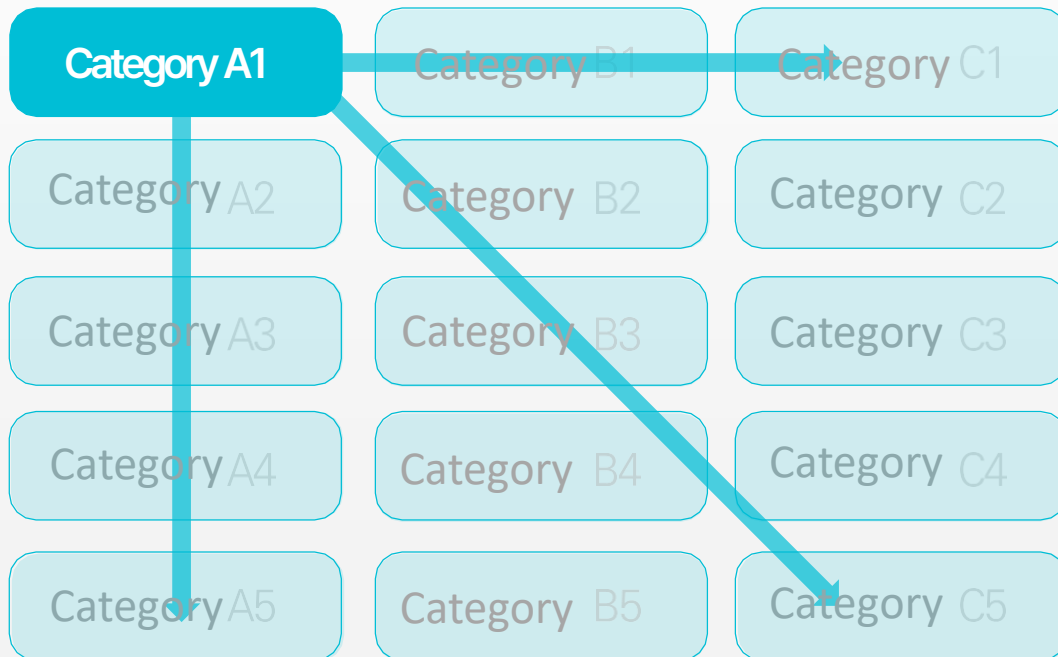 Category A1
Category B1
Category C1
Category A2
Category B2
Category C2
Category A3
Category B3
Category C3
Category A4
Category B4
Category C4
Category A5
Category B5
Category C5